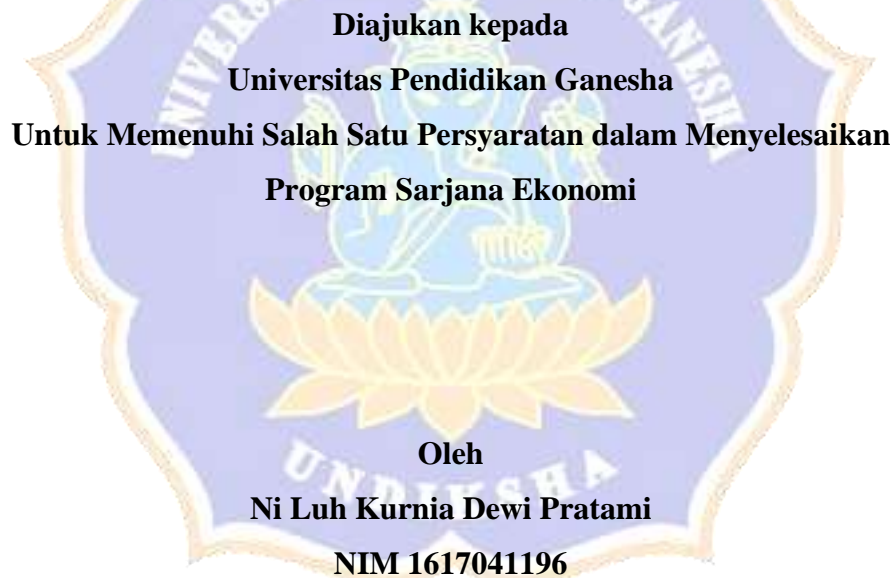 Diajukan kepada
Universitas Pendidikan Ganesha
Untuk Memenuhi Salah Satu Persyaratan dalam Menyelesaikan
Program Sarjana Ekonomi
UNDIKSHA
Oleh
Ni Luh Kurnia Dewi Pratami
NIM 1617041196